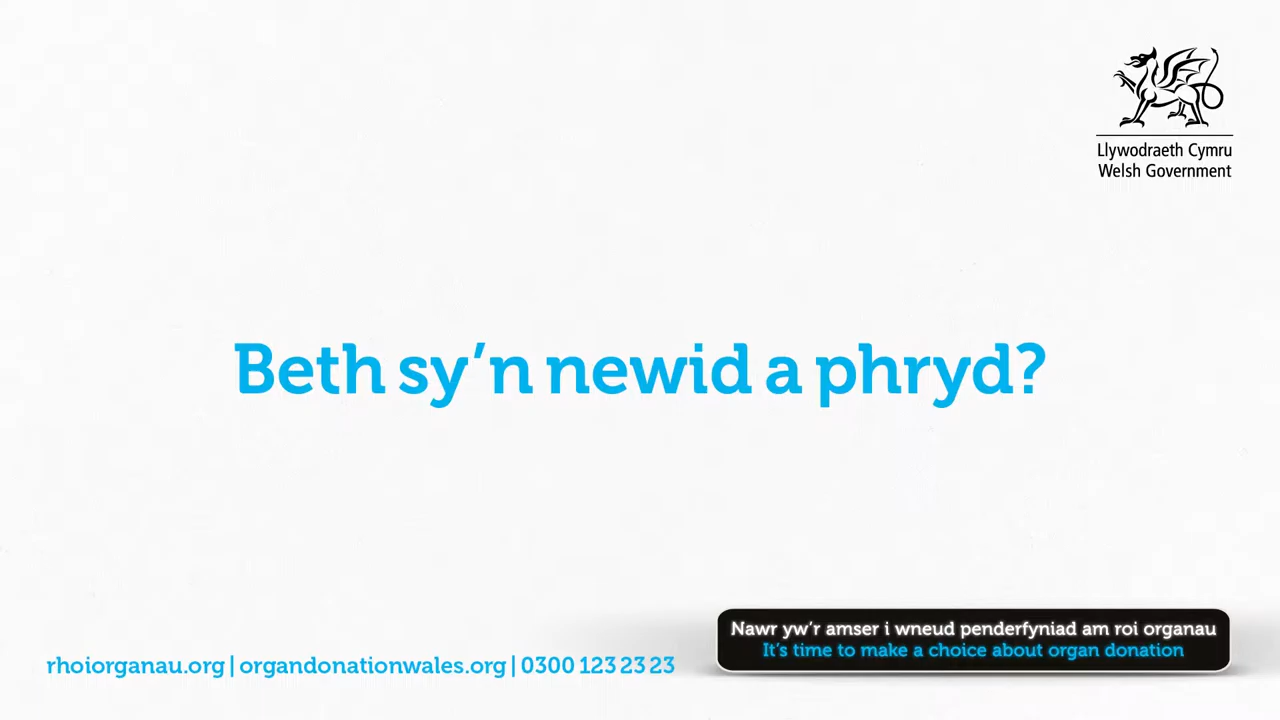 Llywodraeth Cymru
Welsh Government
Beth sy'n newid a phryd?
Nawr yw'r amser i wneud penderfyniad am roi organau
It's time to make a choice about organ donation
rhoiorganau.org | organdonationwales.org | 0300 123 23 23